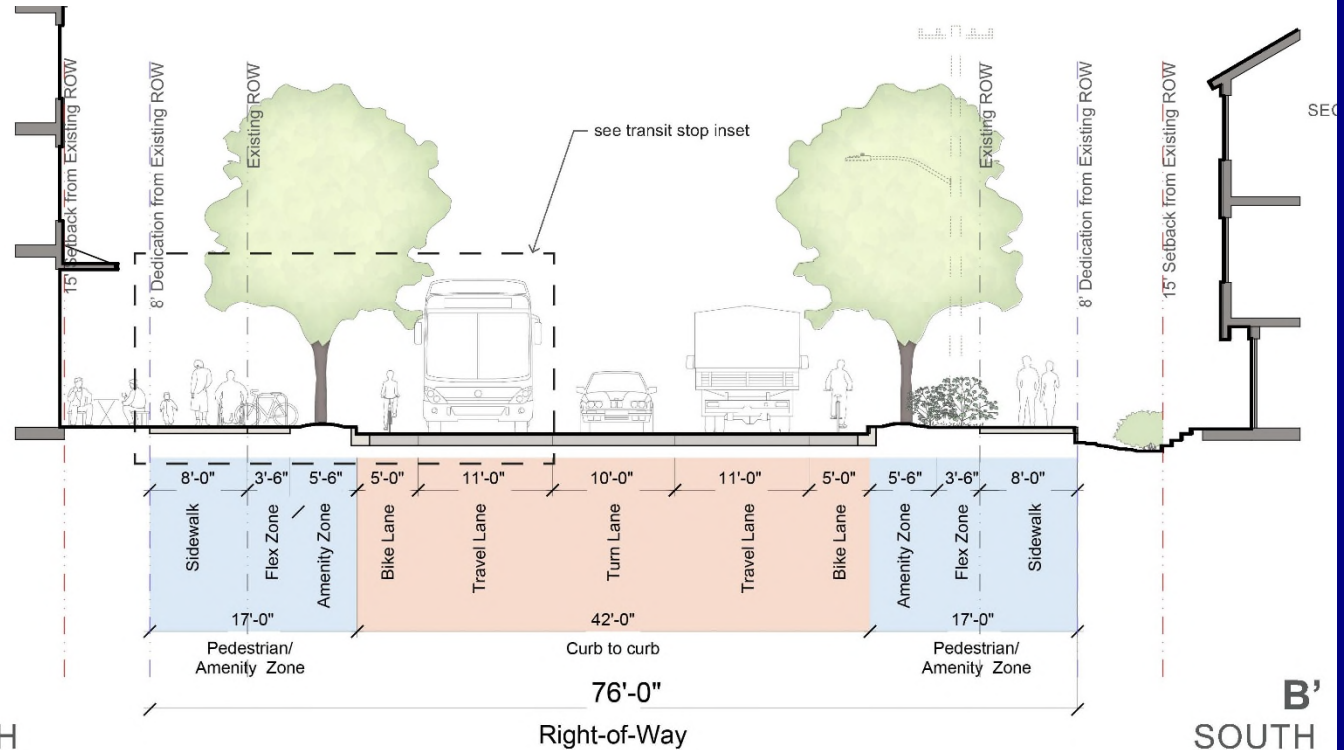 15' Setback from Existing ROW
8' Dedication from Existing ROW
Existing ROW
see transit stop inset
Existing ROW
8' Dedication from Existing ROW
15' Setback from Existing ROW
8'-0" 3'-6" 5'-6" 5'-0" 11'-0" 10'-0" 11'-0" 5'-0" 5'-6" 3'-6" 8'-0"
Sidewalk
Flex Zone
Amenity Zone
Bike Lane
Travel Lane
Turn Lane
Travel Lane
Bike Lane
Amenity Zone
Flex Zone
Sidewalk
17'-0" 42'-0" 17'-0"
Pedestrian/
Amenity Zone
Curb to curb
Pedestrian/
Amenity Zone
76'-0"
Right-of-Way
B'
SOUTH